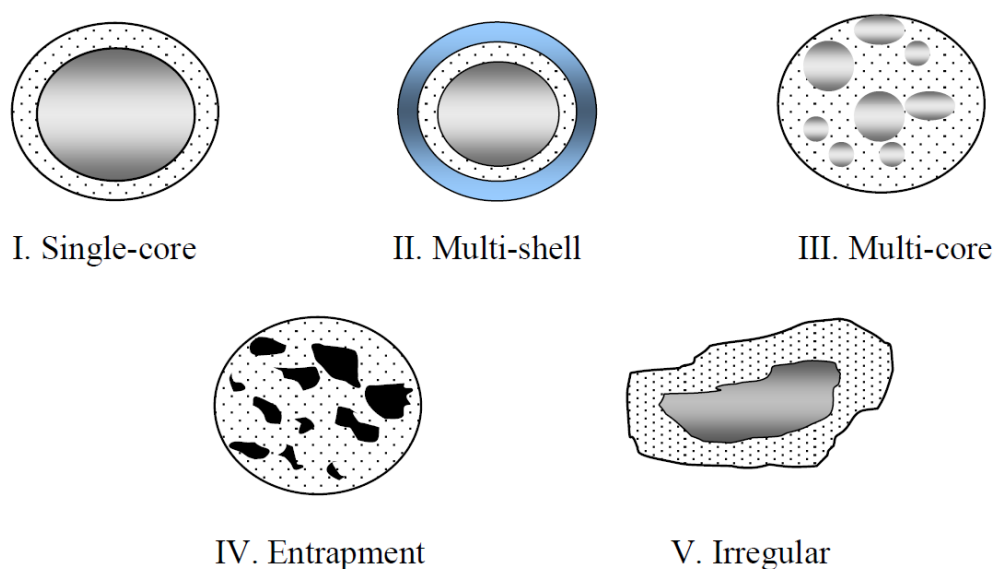 I. Single-core
II. Multi-shell
III. Multi-core
IV. Entrapment
V. Irregular